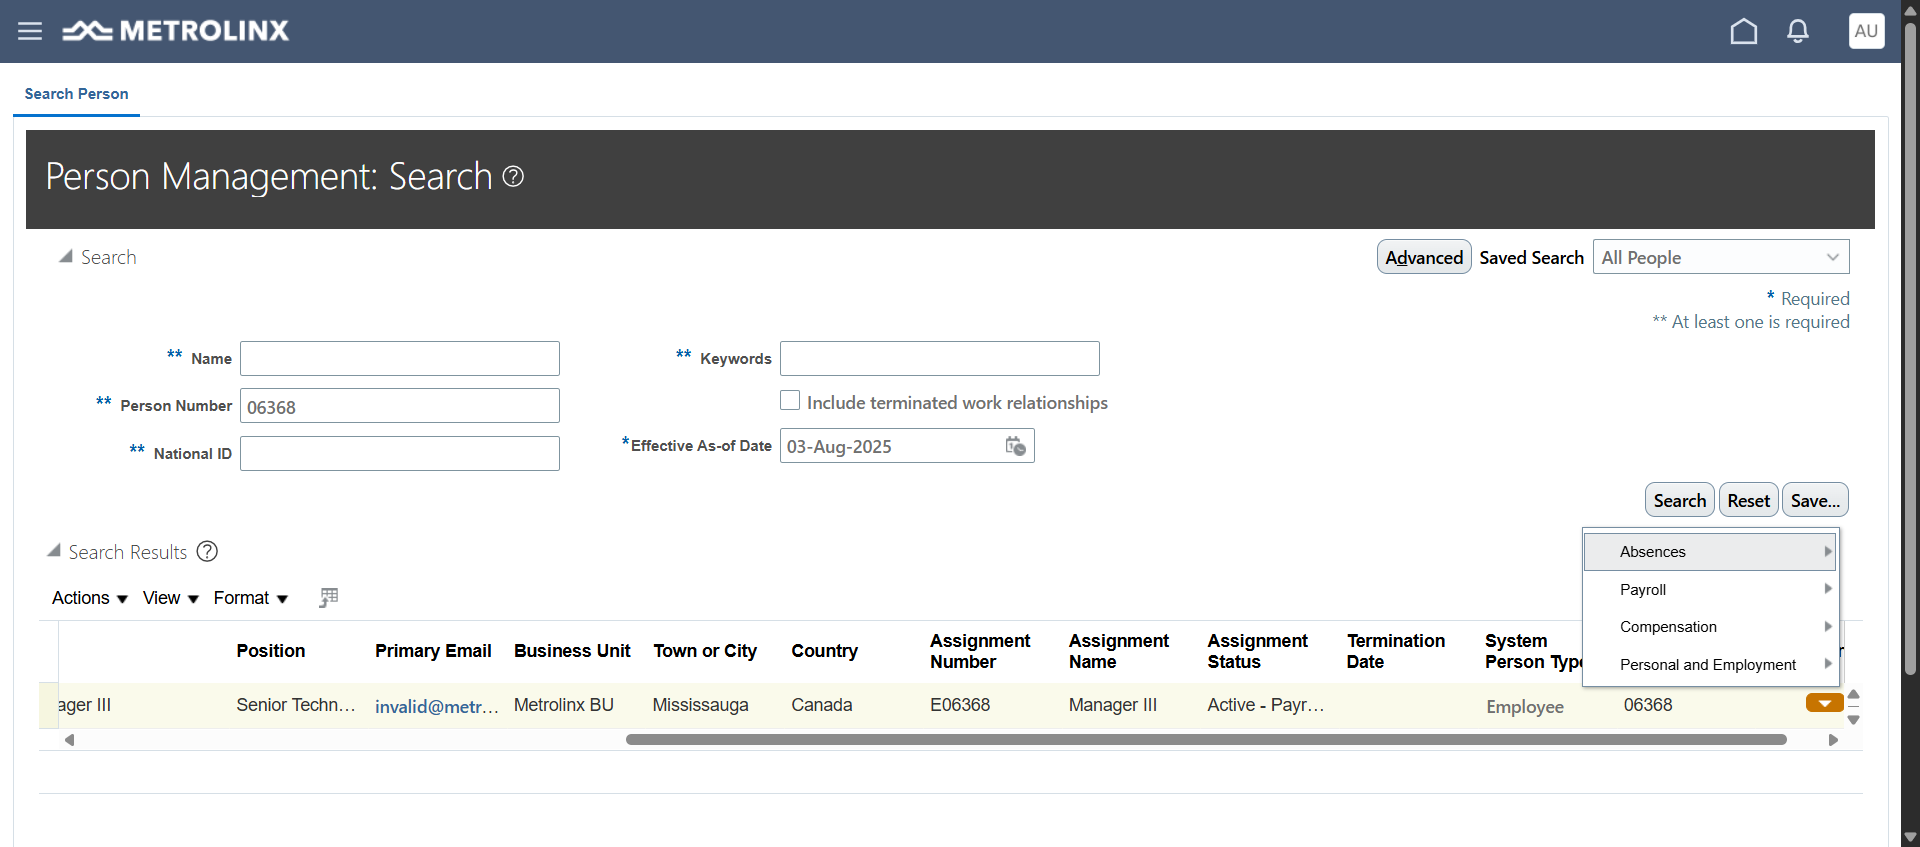 METROLINX
AU
Search Person
Person Management: Search
Search
Advanced Saved Search All People
* Required
** At least one is required
** Name
** Keywords
** Person Number 06368
Include terminated work relationships
** National ID
*Effective As-of Date 03-Aug-2025
Search Reset Save...
Search Results
Absences
Payroll
Compensation
Personal and Employment
Actions View Format
Position Primary Email Business Unit Town or City Country Assignment Number Assignment Name Assignment Status Termination Date System Person Type
ager III Senior Techn... invalid@metr... Metrolinx BU Mississauga Canada E06368 Manager III Active - Payr... Employee 06368